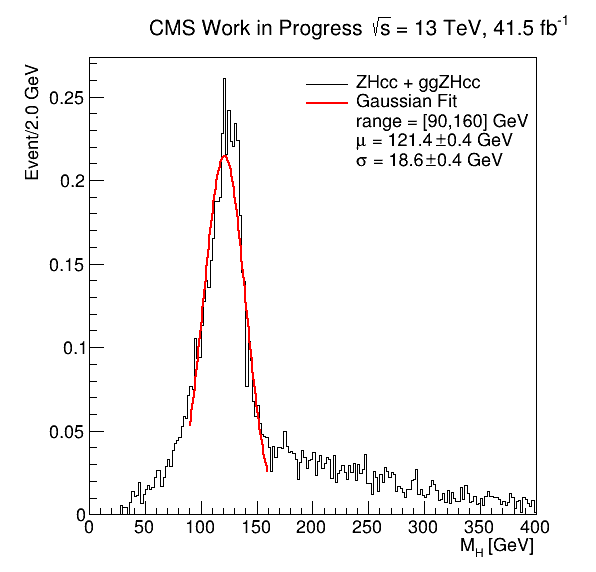 CMS Work in Progress √s = 13 TeV, 41.5 fb⁻¹
Event/2.0 GeV
ZHcc + ggZHcc
Gaussian Fit
range = [90,160] GeV
μ = 121.4±0.4 GeV
σ = 18.6±0.4 GeV
0.25
0.2
0.15
0.1
0.05
0
0 50 100 150 200 250 300 350 400
M_H [GeV]